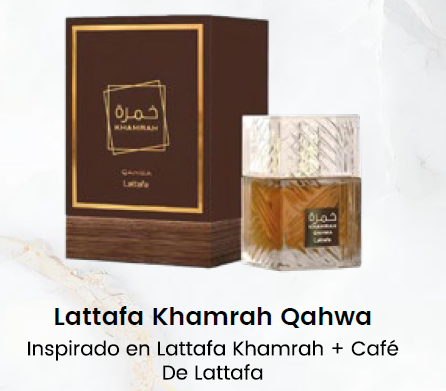 خمرة
KHAMRAH
QAHWA
Lattafa
خمرة
KHAMRAH
QAHWA
Lattafa
Lattafa Khamrah Qahwa
Inspirado en Lattafa Khamrah + Café
De Lattafa